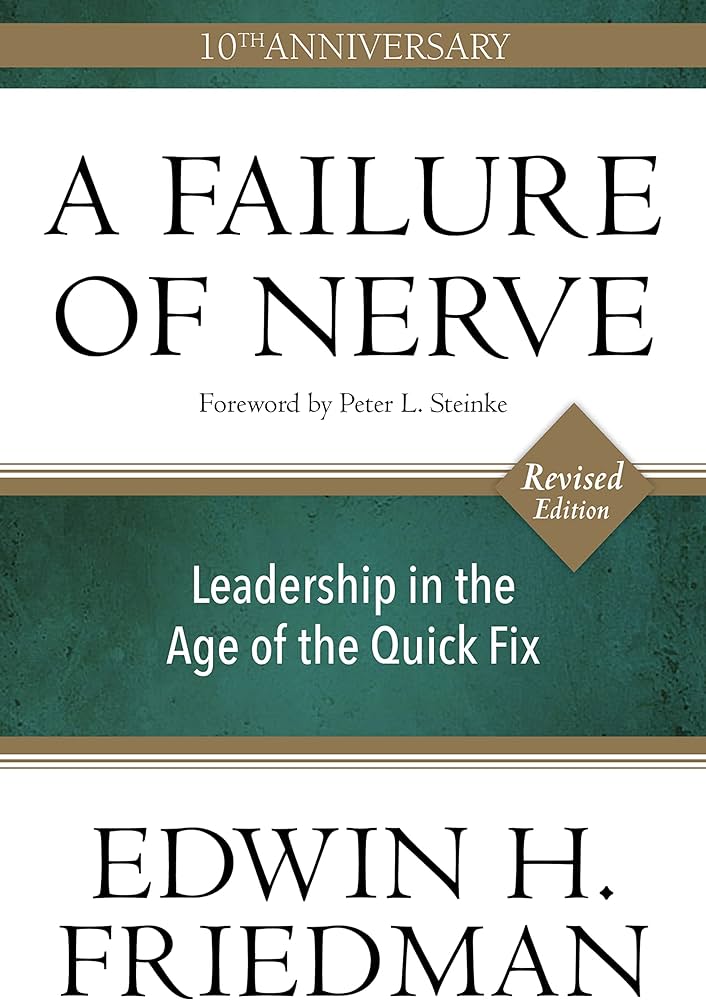 10TH ANNIVERSARY
A FAILURE
OF NERVE
Foreword by Peter L. Steinke
Revised
Edition
Leadership in the
Age of the Quick Fix
EDWIN H.
FRIEDMAN